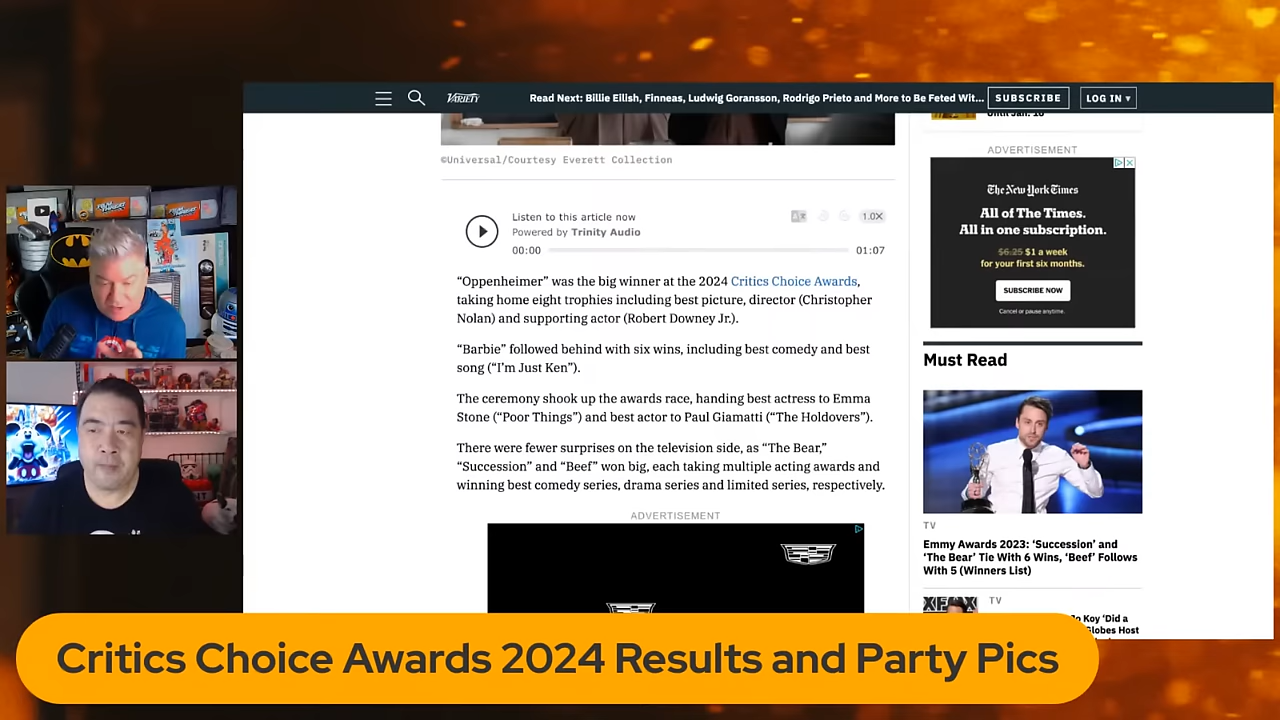 VARIETY
Read Next: Billie Eilish, Finneas, Ludwig Goransson, Rodrigo Prieto and More to Be Feted Wit...
SUBSCRIBE
LOG IN ▾
©Universal/Courtesy Everett Collection
Listen to this article now
Powered by Trinity Audio
1.0X
00:00
01:07
“Oppenheimer” was the big winner at the 2024 Critics Choice Awards,
taking home eight trophies including best picture, director (Christopher
Nolan) and supporting actor (Robert Downey Jr.).
“Barbie” followed behind with six wins, including best comedy and best
song (“I’m Just Ken”).
The ceremony shook up the awards race, handing best actress to Emma
Stone (“Poor Things”) and best actor to Paul Giamatti (“The Holdovers”).
There were fewer surprises on the television side, as “The Bear,”
“Succession” and “Beef” won big, each taking multiple acting awards and
winning best comedy series, drama series and limited series, respectively.
ADVERTISEMENT
Until Jan. 16
ADVERTISEMENT
The New York Times
All of The Times.
All in one subscription.
$6.25 $1 a week
for your first six months.
SUBSCRIBE NOW
Cancel or pause anytime.
Must Read
TV
Emmy Awards 2023: ‘Succession’ and
‘The Bear’ Tie With 6 Wins, ‘Beef’ Follows
With 5 (Winners List)
TV
Jo Koy ‘Did a
Globes Host
Critics Choice Awards 2024 Results and Party Pics